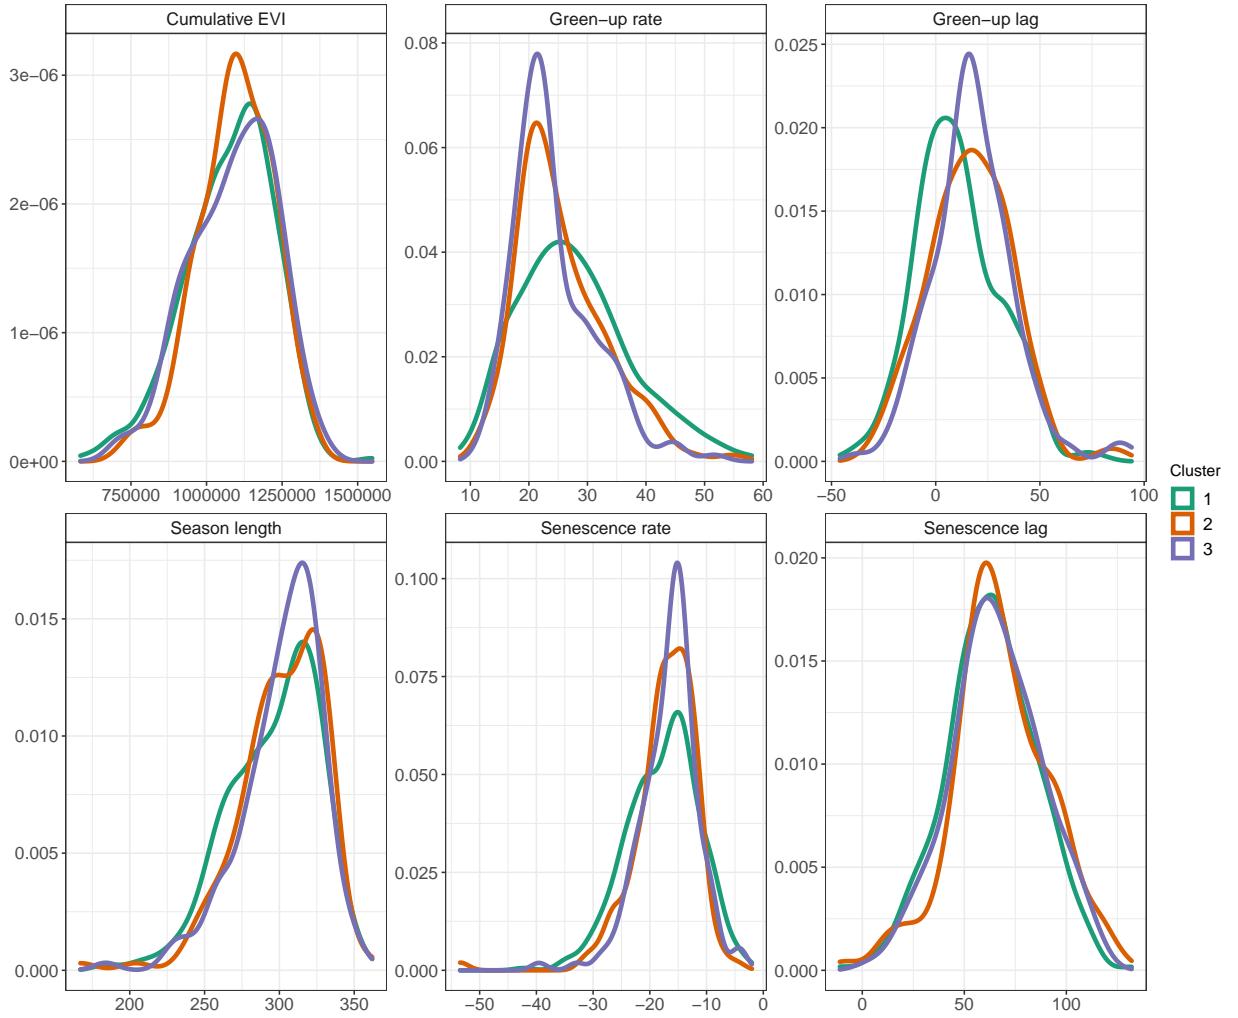 Cumulative EVI
Green−up rate
Green−up lag
3e−06
2e−06
1e−06
0e+00
750000 1000000 1250000 1500000
0.08
0.06
0.04
0.02
0.00
10 20 30 40 50 60
0.025
0.020
0.015
0.010
0.005
0.000
−50 0 50 100
Season length
Senescence rate
Senescence lag
0.015
0.010
0.005
0.000
200 250 300 350
0.100
0.075
0.050
0.025
0.000
−50 −40 −30 −20 −10 0
0.020
0.015
0.010
0.005
0.000
0 50 100
Cluster
1
2
3